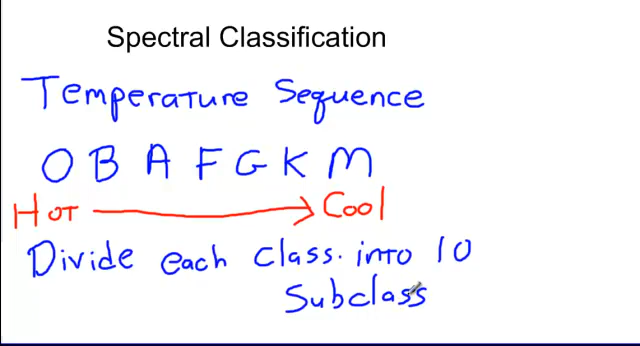 Spectral Classification
Temperature Sequence
O B A F G K M
HOT Cool
Divide each class. into 10
Subclass